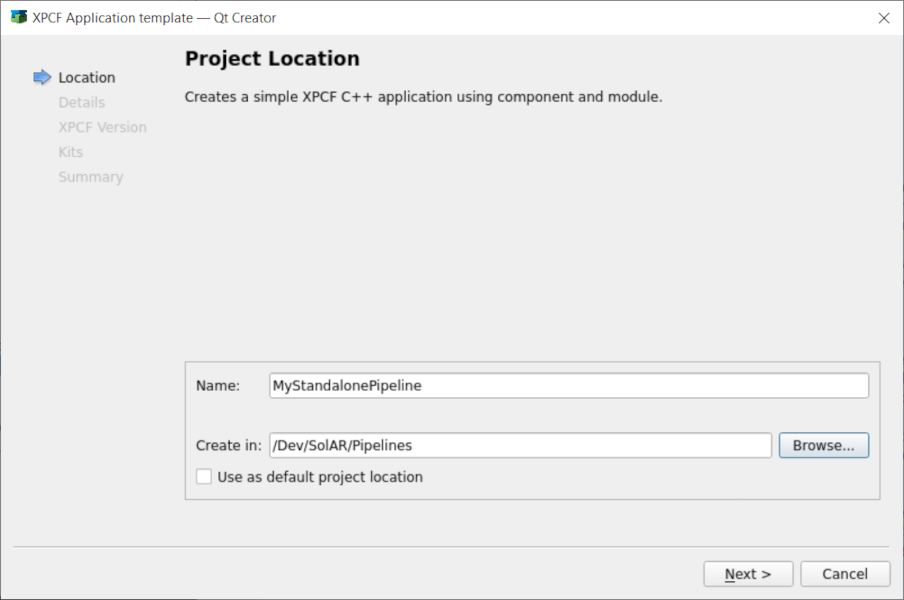 XPCF Application template — Qt Creator
Location
Details
XPCF Version
Kits
Summary
Project Location
Creates a simple XPCF C++ application using component and module.
Name: MyStandalonePipeline
Create in: /Dev/SolAR/Pipelines Browse...
Use as default project location
Next > Cancel